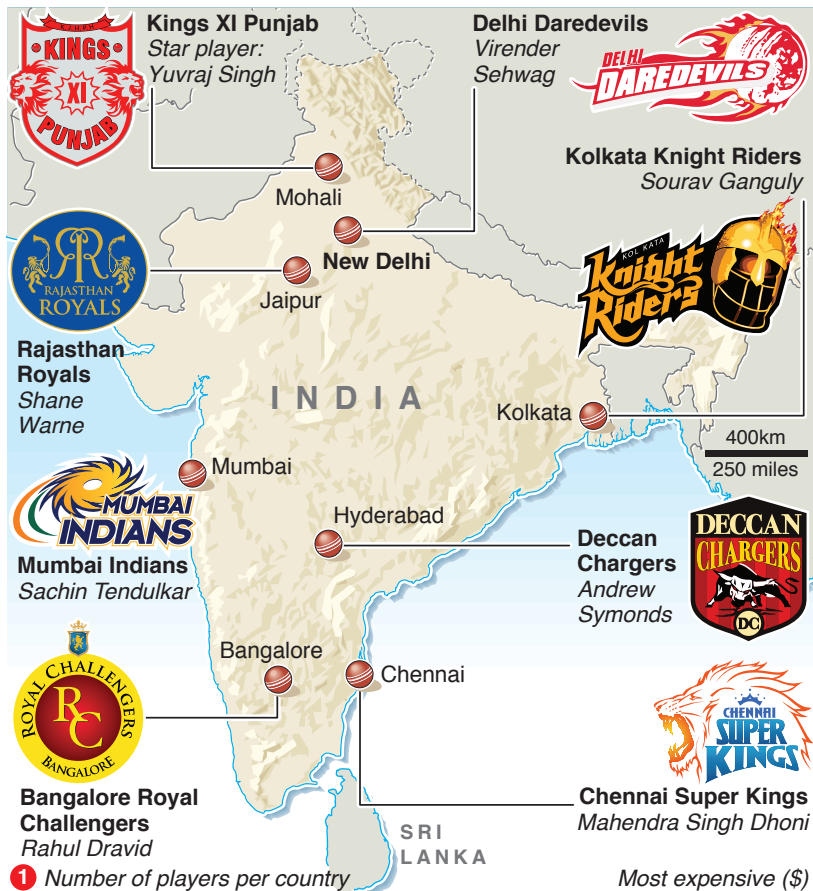 KINGS
XI
PUNJAB
Kings XI Punjab
Star player:
Yuvraj Singh
Delhi Daredevils
Virender
Sehwag
DELHI
DAREDEVILS
Kolkata Knight Riders
Sourav Ganguly
KOL KATA
Knight
Riders
Mohali
New Delhi
Jaipur
RR
RAJASTHAN
ROYALS
Rajasthan
Royals
Shane
Warne
INDIA
Kolkata
400km
250 miles
Mumbai
MUMBAI
INDIANS
Mumbai Indians
Sachin Tendulkar
Hyderabad
Deccan
Chargers
Andrew
Symonds
DECCAN
CHARGERS
DC
Bangalore
Chennai
ROYAL CHALLENGERS
RC
BANGALORE
Bangalore Royal
Challengers
Rahul Dravid
CHENNAI
SUPER
KINGS
Chennai Super Kings
Mahendra Singh Dhoni
SRI
LANKA
1 Number of players per country
Most expensive ($)